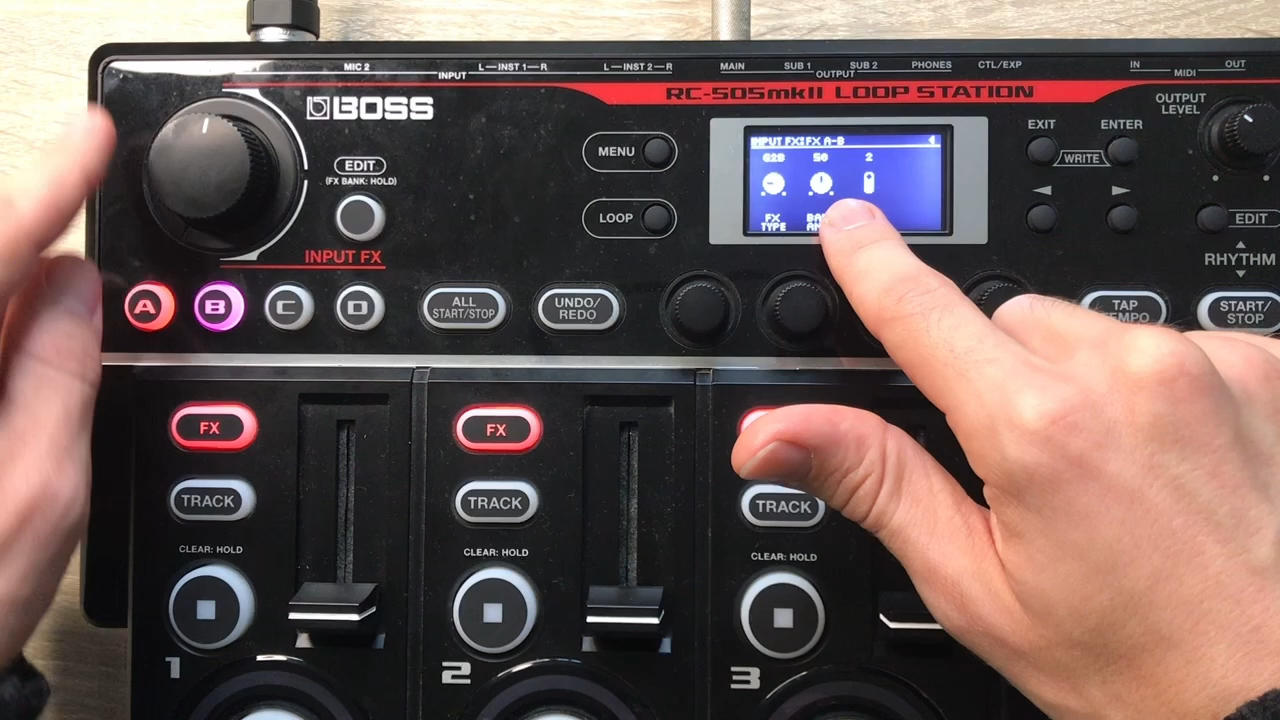 MIC 2
INPUT
L—INST 1—R
L—INST 2—R
MAIN
SUB 1
SUB 2
OUTPUT
PHONES
CTL/EXP
IN
OUT
MIDI
RC-505mkII LOOP STATION
BOSS
EDIT
(FX BANK: HOLD)
INPUT FX
MENU
LOOP
INPUT FX:FX A-B
G2B
50
2
FX
TYPE
EXIT
ENTER
WRITE
OUTPUT
LEVEL
EDIT
RHYTHM
A
B
C
D
ALL
START/STOP
UNDO/
REDO
TAP
TEMPO
START/
STOP
FX
FX
TRACK
TRACK
TRACK
CLEAR: HOLD
CLEAR: HOLD
CLEAR: HOLD
1
2
3